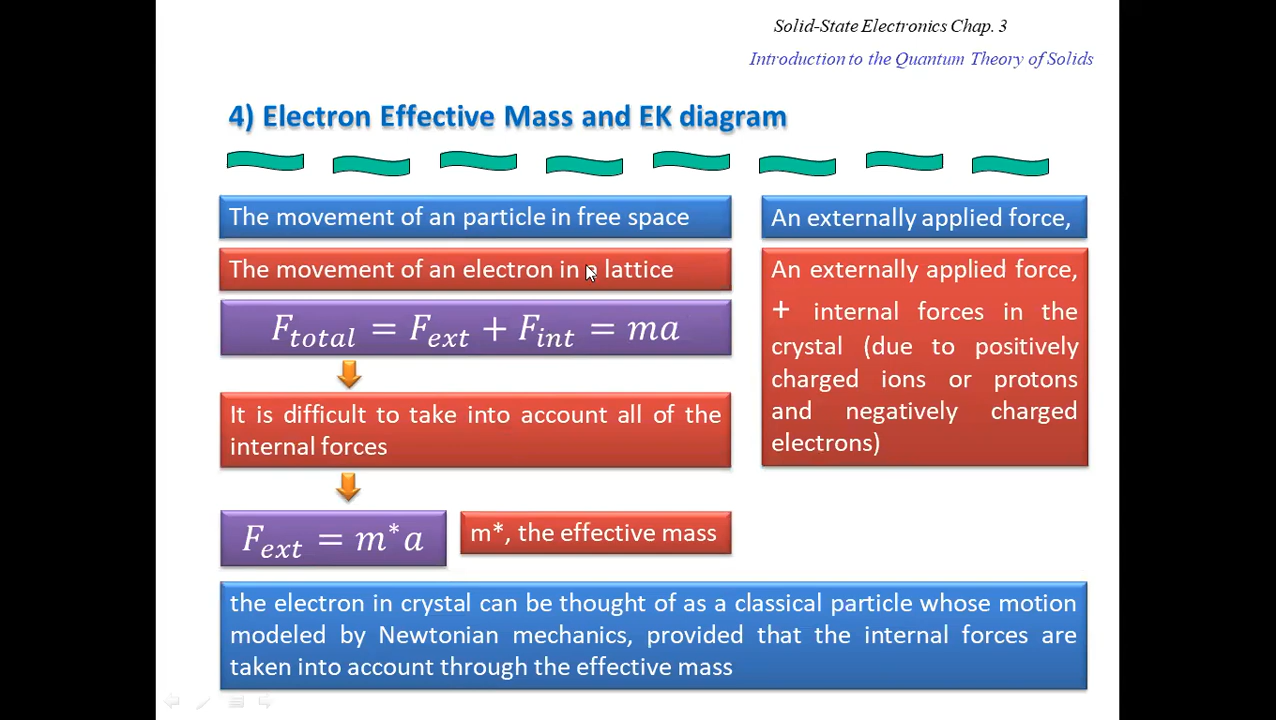 Solid-State Electronics Chap. 3
Introduction to the Quantum Theory of Solids
4) Electron Effective Mass and EK diagram
The movement of an particle in free space
An externally applied force,
The movement of an electron in lattice
F_total = F_ext + F_int = ma
An externally applied force,
+ internal forces in the
crystal (due to positively
charged ions or protons
and negatively charged
electrons)
It is difficult to take into account all of the
internal forces
F_ext = m*a
m*, the effective mass
the electron in crystal can be thought of as a classical particle whose motion
modeled by Newtonian mechanics, provided that the internal forces are
taken into account through the effective mass